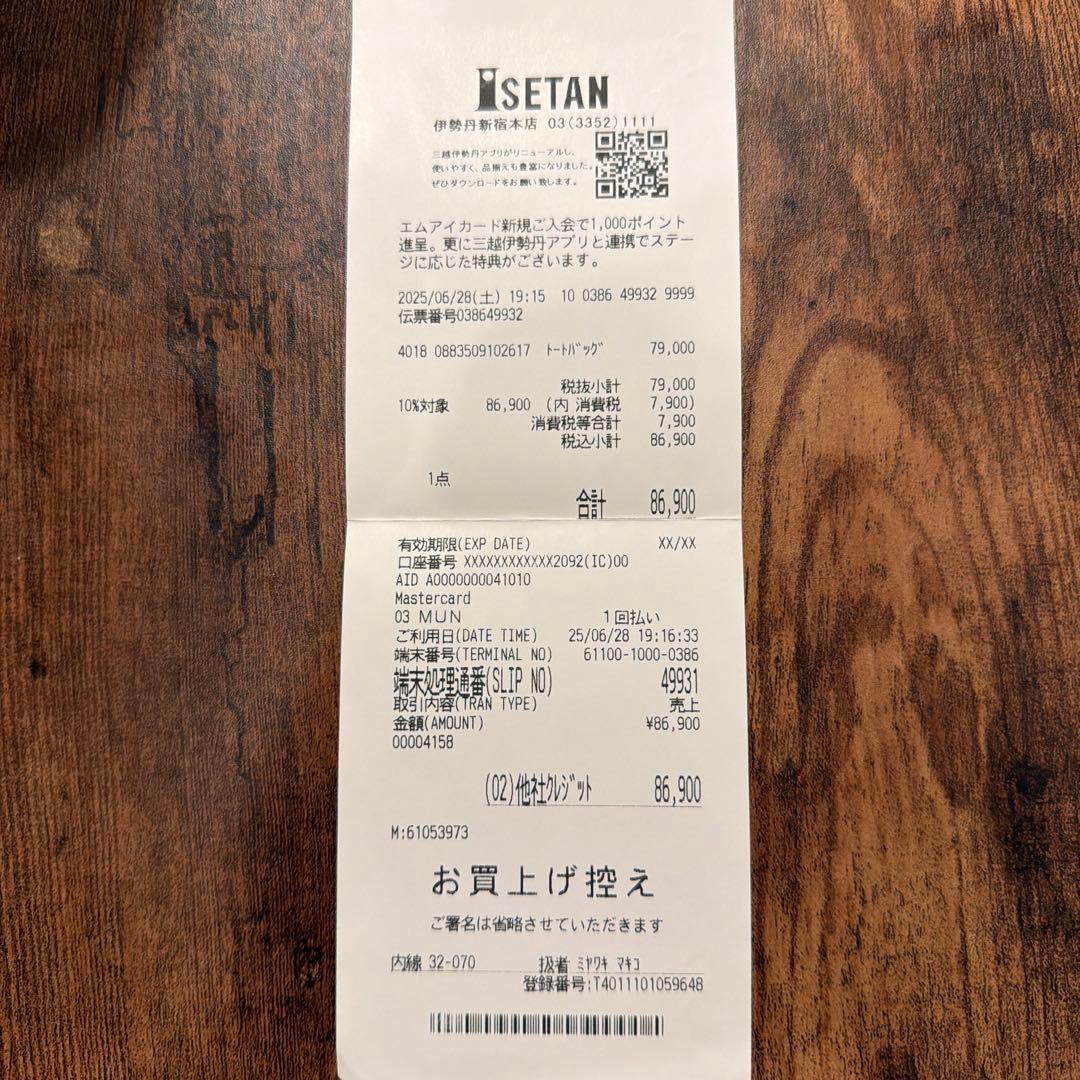 ISETAN
伊勢丹新宿本店 03(3352)1111
三越伊勢丹アプリがリニューアルし、
使いやすく、品揃えも豊富になりました。
ぜひダウンロードをお願い致します。
エムアイカード新規ご入会で1,000ポイント
進呈。更に三越伊勢丹アプリと連携でステー
ジに応じた特典がございます。
2025/06/28(土) 19:15 10 0386 49932 9999
伝票番号038649932
4018 0883509102617 ﾄｰﾄﾊﾞｯｸﾞ 79,000
税抜小計 79,000
10%対象 86,900 (内 消費税 7,900)
消費税等合計 7,900
税込小計 86,900
1点
合計 86,900
有効期限(EXP DATE) XX/XX
口座番号 XXXXXXXXXXXX2092(IC)00
AID A0000000041010
Mastercard
03 MUN 1回払い
ご利用日(DATE TIME) 25/06/28 19:16:33
端末番号(TERMINAL NO) 61100-1000-0386
端末処理通番(SLIP NO) 49931
取引内容(TRAN TYPE) 売上
金額(AMOUNT) ¥86,900
00004158
(02)他社ｸﾚｼﾞｯﾄ 86,900
M:61053973
お買上げ控え
ご署名は省略させていただきます
内線 32-070 扱者 ﾐﾔﾜｷ ﾏｷｺ
登録番号:T4011101059648